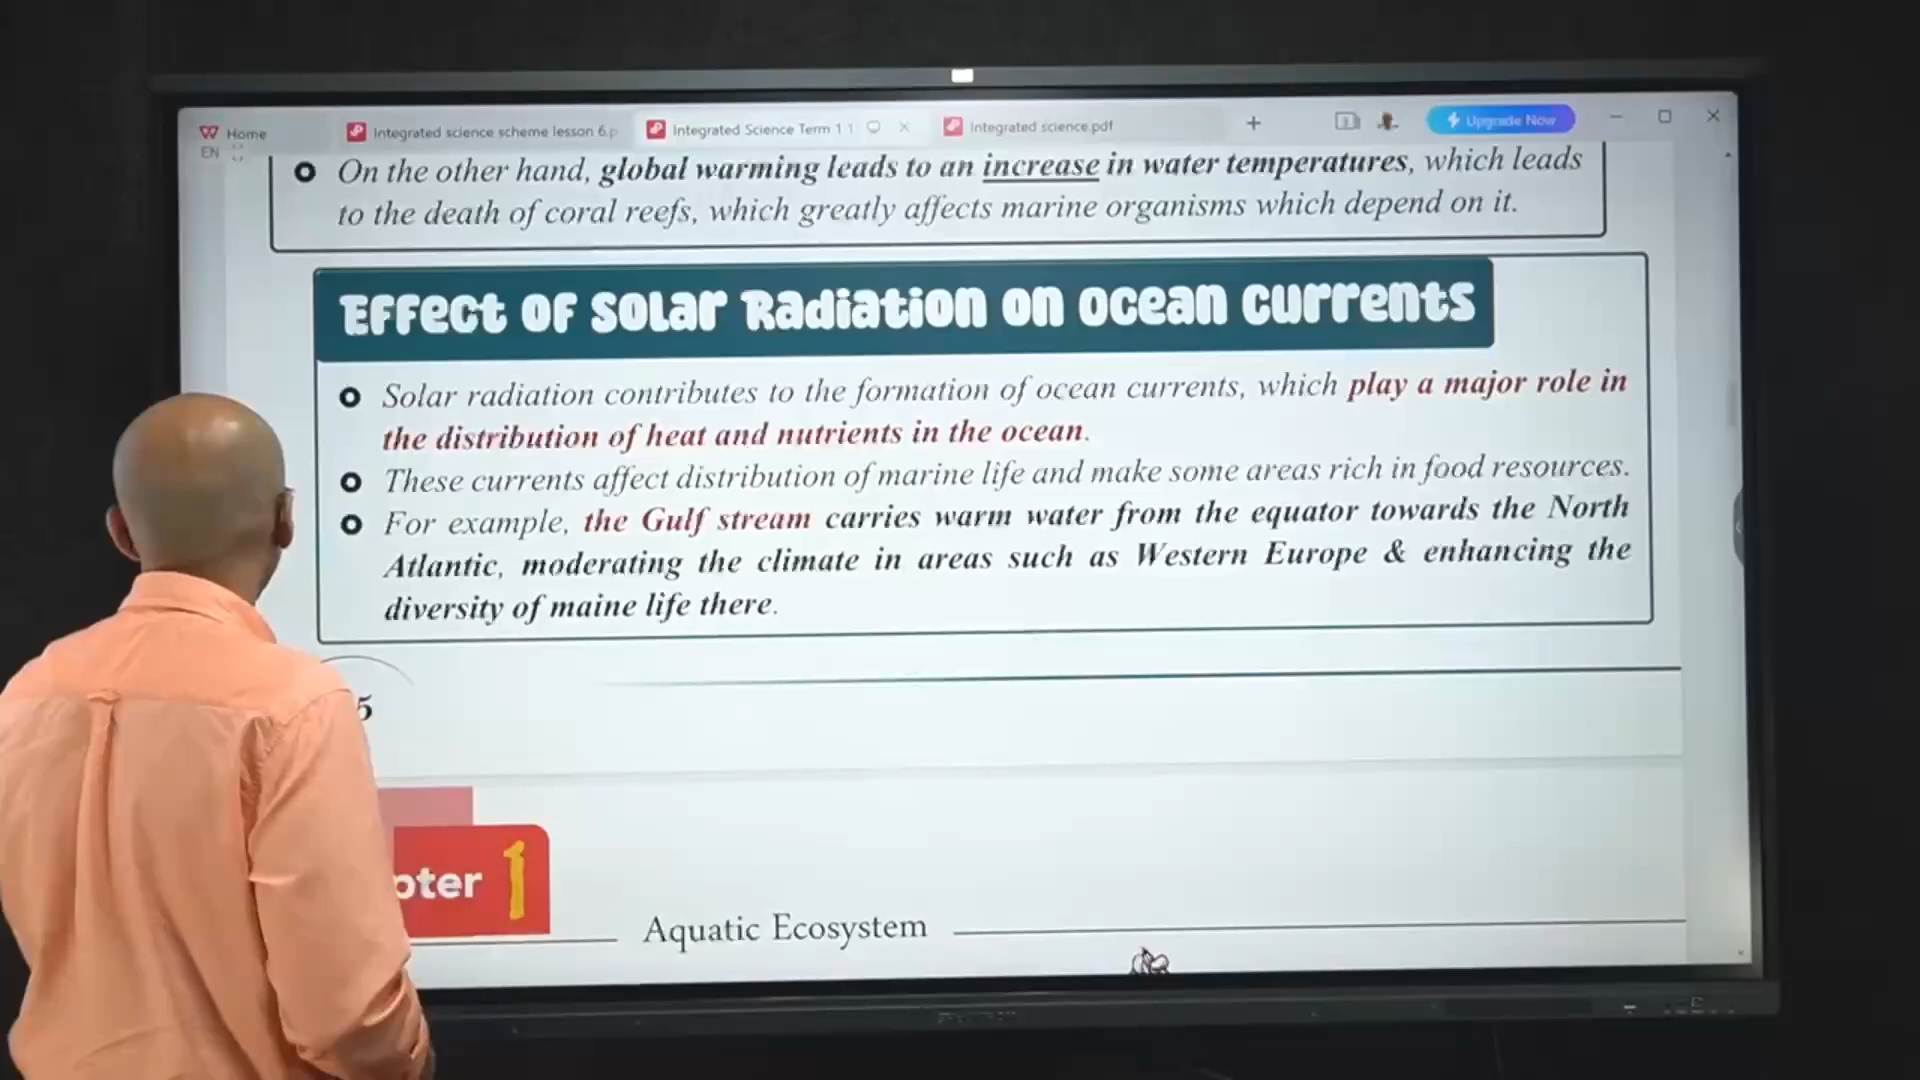 Home
Integrated science scheme lesson 6.p
Integrated Science Term 1 1
Integrated science.pdf
+
Upgrade Now
EN
On the other hand, global warming leads to an increase in water temperatures, which leads
to the death of coral reefs, which greatly affects marine organisms which depend on it.
Effect of Solar Radiation on Ocean Currents
Solar radiation contributes to the formation of ocean currents, which play a major role in
the distribution of heat and nutrients in the ocean.
These currents affect distribution of marine life and make some areas rich in food resources.
For example, the Gulf stream carries warm water from the equator towards the North
Atlantic, moderating the climate in areas such as Western Europe & enhancing the
diversity of maine life there.
5
pter 1
Aquatic Ecosystem